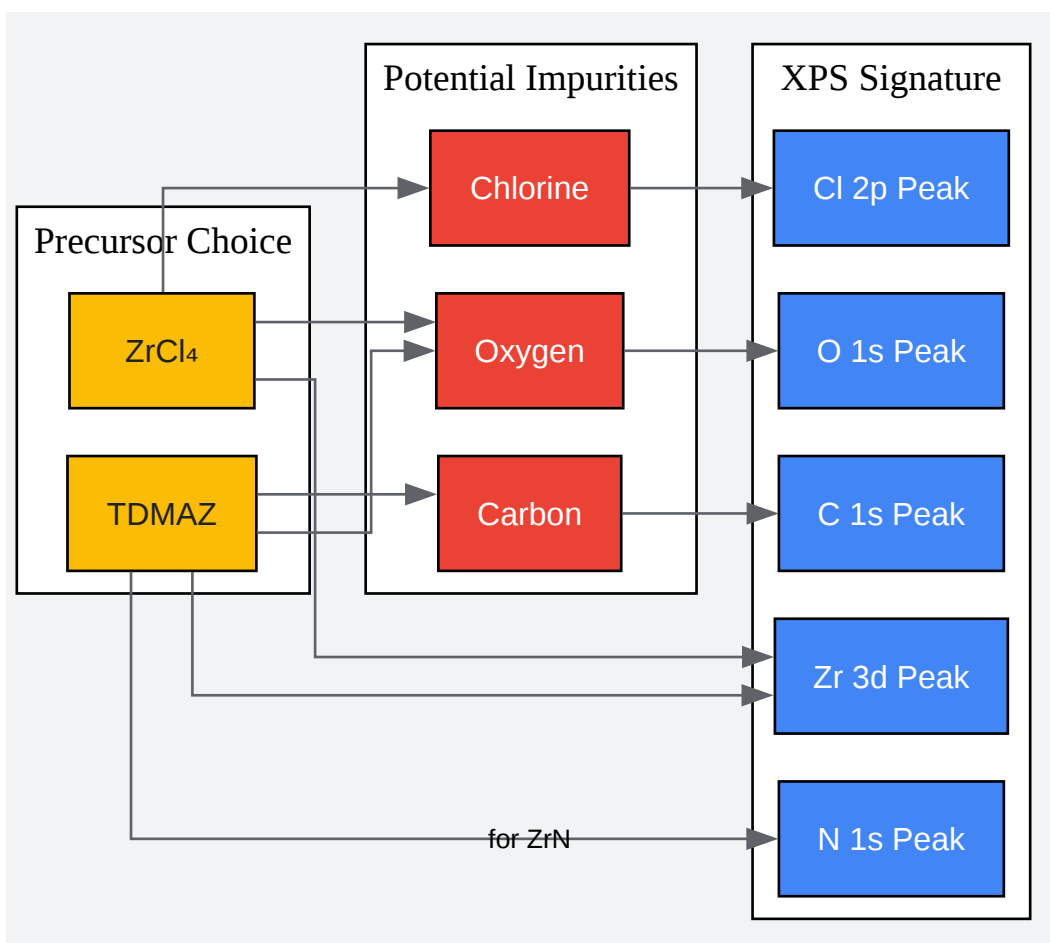 Precursor Choice
ZrCl₄
TDMAZ
Potential Impurities
Chlorine
Oxygen
Carbon
XPS Signature
Cl 2p Peak
O 1s Peak
C 1s Peak
Zr 3d Peak
N 1s Peak
for ZrN